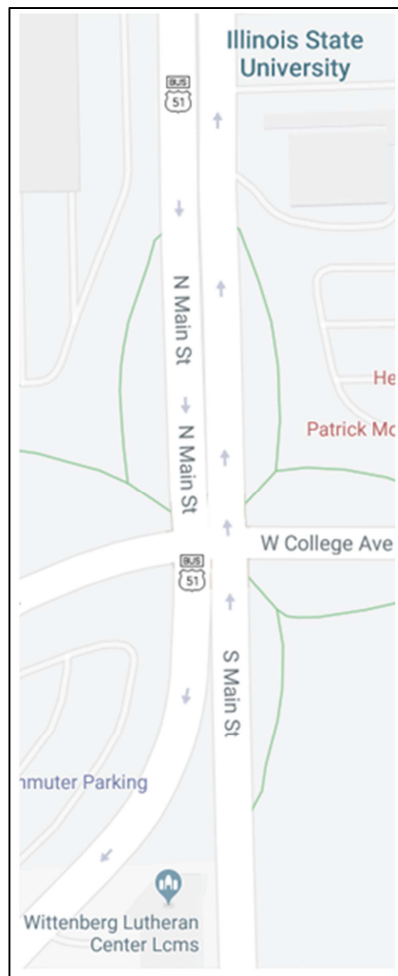 Illinois State
University
BUS
51
N Main St
He
Patrick Mc
N Main St
W College Ave
BUS
51
S Main St
nmuter Parking
Wittenberg Lutheran
Center Lcms